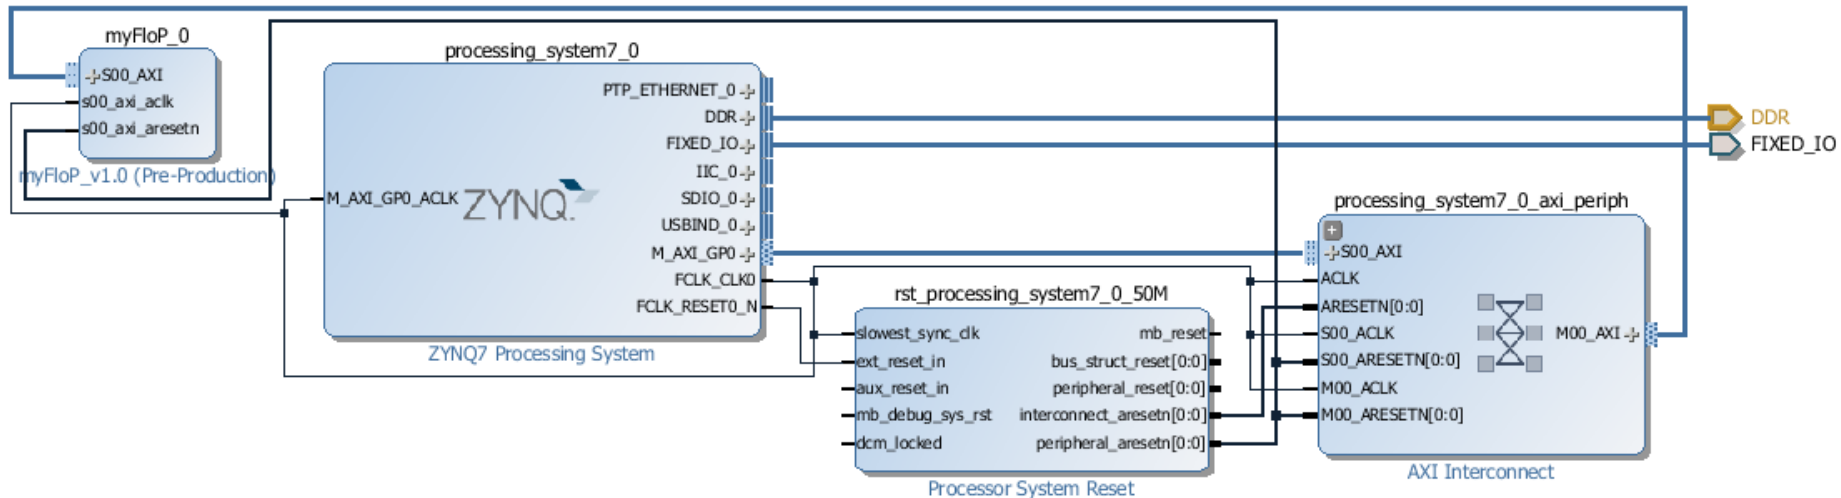 myFloP_0
S00_AXI
s00_axi_aclk
s00_axi_aresetn
myFloP_v1.0 (Pre-Production)
processing_system7_0
PTP_ETHERNET_0
DDR
FIXED_IO
IIC_0
SDIO_0
USBIND_0
M_AXI_GP0
FCLK_CLK0
FCLK_RESET0_N
M_AXI_GP0_ACLK
ZYNQ.
ZYNQ7 Processing System
rst_processing_system7_0_50M
slowest_sync_clk
ext_reset_in
aux_reset_in
mb_debug_sys_rst
dcm_locked
mb_reset
bus_struct_reset[0:0]
peripheral_reset[0:0]
interconnect_aresetn[0:0]
peripheral_aresetn[0:0]
Processor System Reset
processing_system7_0_axi_periph
S00_AXI
ACLK
ARESETN[0:0]
S00_ACLK
S00_ARESETN[0:0]
M00_ACLK
M00_ARESETN[0:0]
M00_AXI
AXI Interconnect
DDR
FIXED_IO